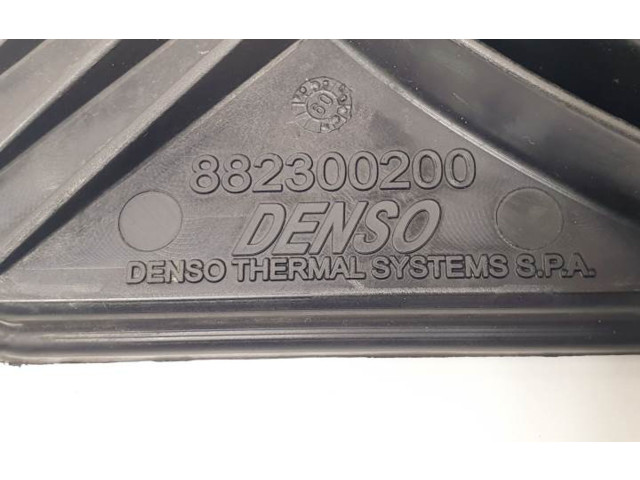 882300200
DENSO
DENSO THERMAL SYSTEMS S.P.A.